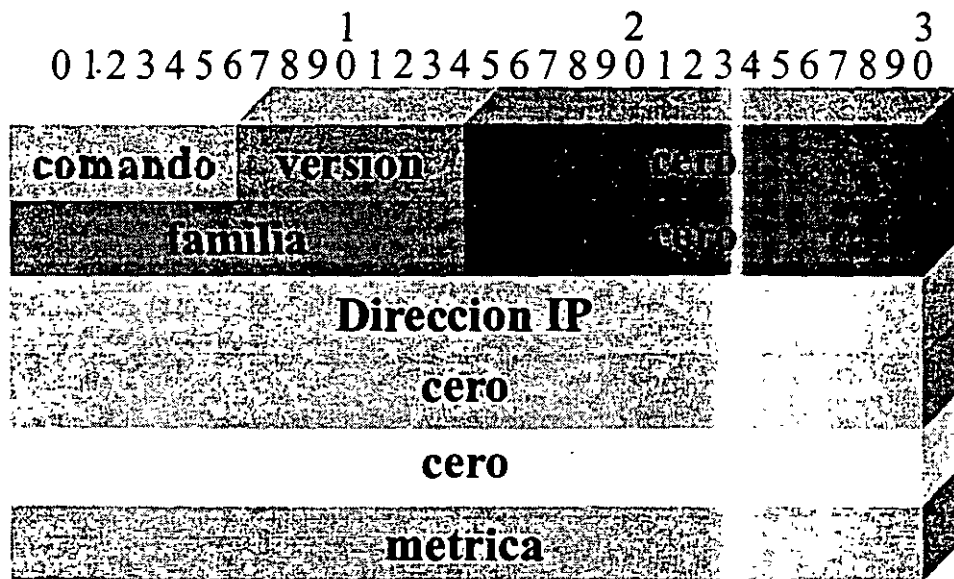 1 2 3
0 1 2 3 4 5 6 7 8 9 0 1 2 3 4 5 6 7 8 9 0 1 2 3 4 5 6 7 8 9 0
comando version cero
familia cero
Direccion IP
cero
cero
metrica